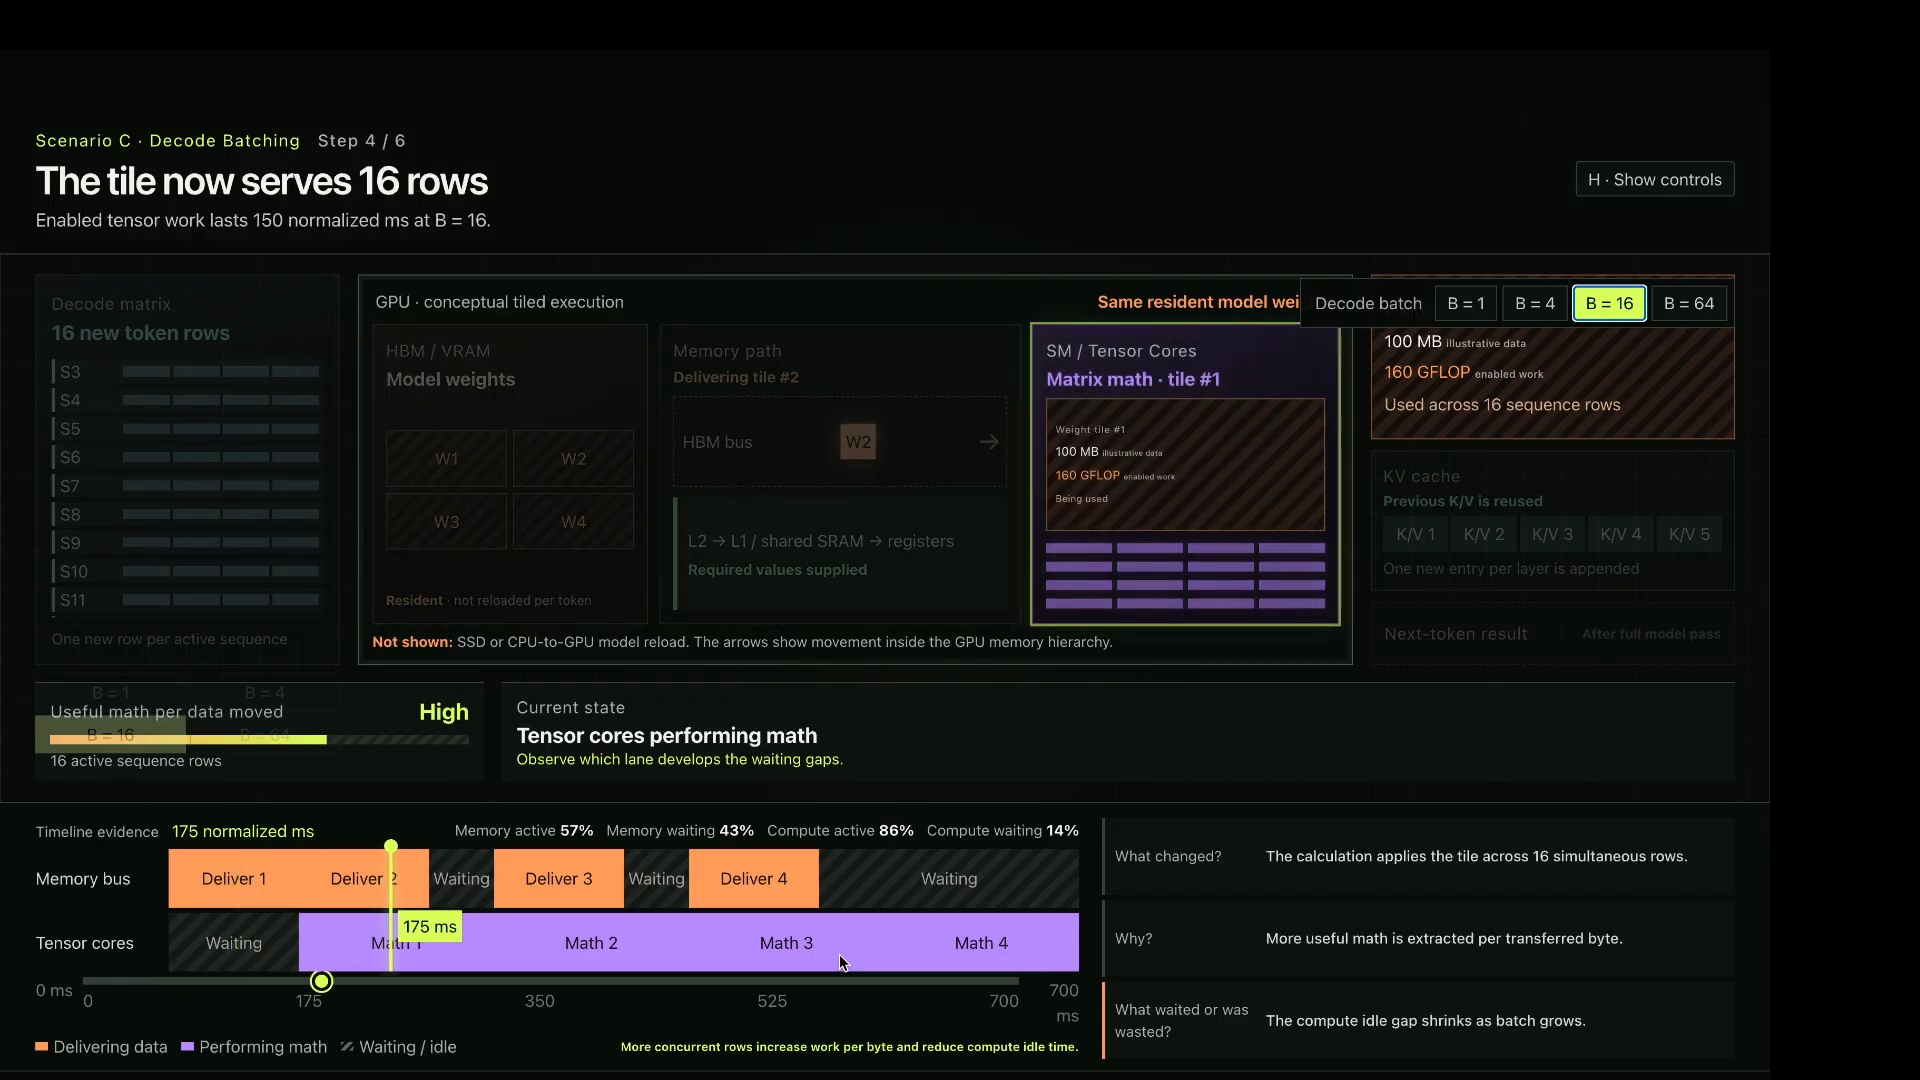 Scenario C · Decode Batching Step 4 / 6
The tile now serves 16 rows
Enabled tensor work lasts 150 normalized ms at B = 16.
H · Show controls
Decode matrix
16 new token rows
S3
S4
S5
S6
S7
S8
S9
S10
S11
One new row per active sequence
GPU · conceptual tiled execution
Same resident model wei
HBM / VRAM
Model weights
W1 W2
W3 W4
Resident · not reloaded per token
Memory path
Delivering tile #2
HBM bus W2 →
L2 → L1 / shared SRAM → registers
Required values supplied
SM / Tensor Cores
Matrix math · tile #1
Weight tile #1
100 MB illustrative data
160 GFLOP enabled work
Being used
Not shown: SSD or CPU-to-GPU model reload. The arrows show movement inside the GPU memory hierarchy.
Decode batch B = 1 B = 4 B = 16 B = 64
100 MB illustrative data
160 GFLOP enabled work
Used across 16 sequence rows
KV cache
Previous K/V is reused
K/V 1 K/V 2 K/V 3 K/V 4 K/V 5
One new entry per layer is appended
Next-token result After full model pass
B = 1 B = 4
Useful math per data moved High
B = 16 B = 64
16 active sequence rows
Current state
Tensor cores performing math
Observe which lane develops the waiting gaps.
Timeline evidence 175 normalized ms Memory active 57% Memory waiting 43% Compute active 86% Compute waiting 14%
Memory bus Deliver 1 Deliver 2 Waiting Deliver 3 Waiting Deliver 4 Waiting
175 ms
Tensor cores Waiting Math 1 Math 2 Math 3 Math 4
0 ms 0 175 350 525 700 700 ms
Delivering data Performing math Waiting / idle
More concurrent rows increase work per byte and reduce compute idle time.
What changed? The calculation applies the tile across 16 simultaneous rows.
Why? More useful math is extracted per transferred byte.
What waited or was wasted? The compute idle gap shrinks as batch grows.